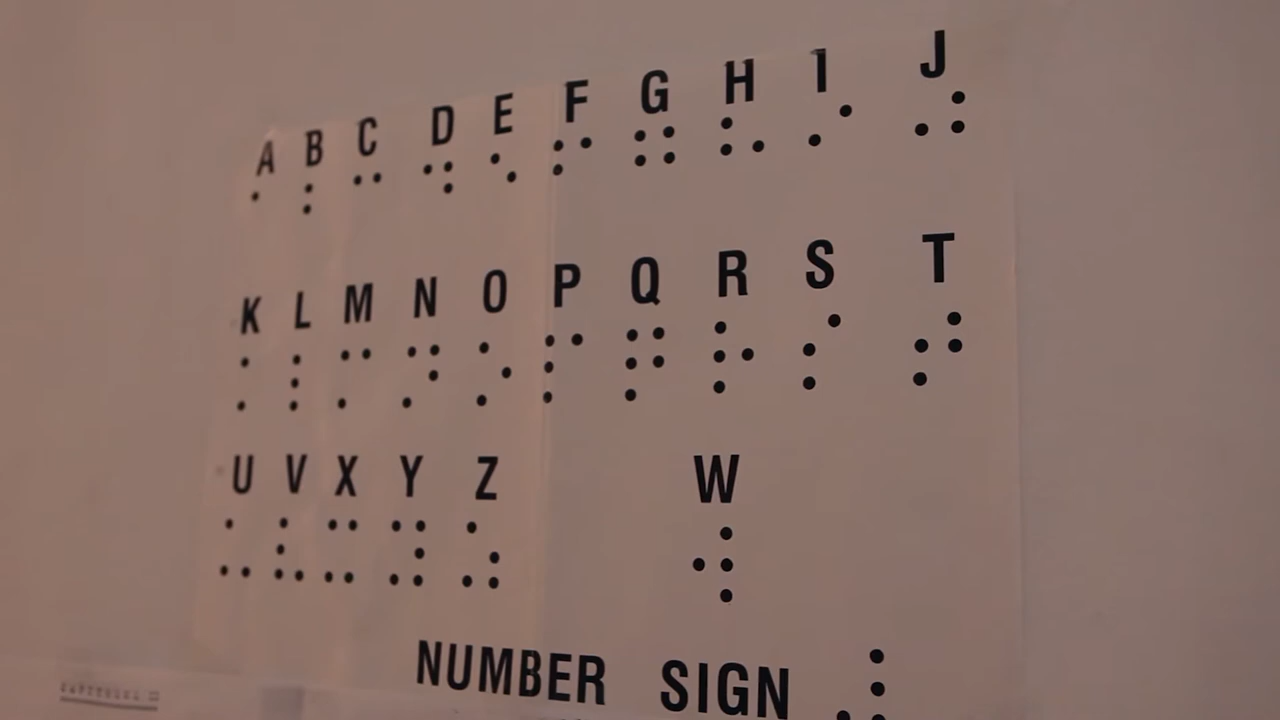 A B C D E F G H I J
⠁ ⠃ ⠉ ⠙ ⠑ ⠋ ⠛ ⠓ ⠊ ⠚
K L M N O P Q R S T
⠅ ⠇ ⠍ ⠝ ⠕ ⠏ ⠟ ⠗ ⠎ ⠞
U V X Y Z W
⠥ ⠧ ⠭ ⠽ ⠵ ⠺
NUMBER SIGN ⠼